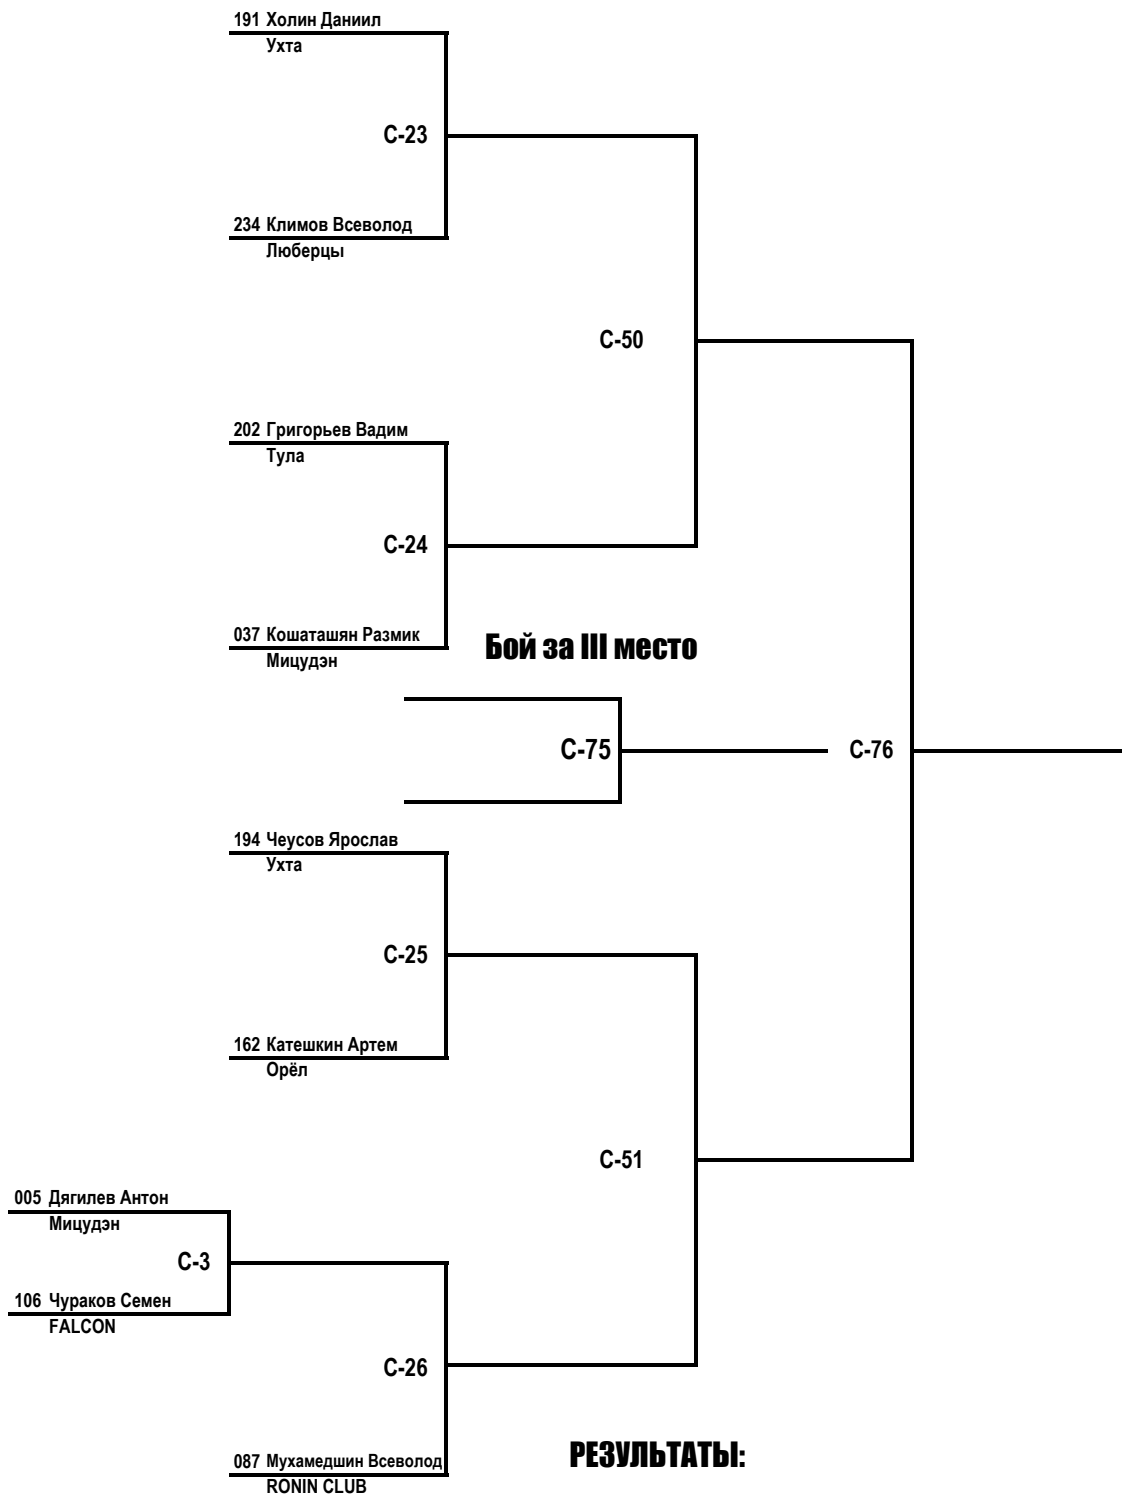 191 Холин Даниил
Ухта
С-23
234 Климов Всеволод
Люберцы
С-50
202 Григорьев Вадим
Тула
С-24
037 Кошаташян Размик
Мицудэн
Бой за III место
С-75
С-76
194 Чеусов Ярослав
Ухта
С-25
162 Катешкин Артем
Орёл
С-51
005 Дягилев Антон
Мицудэн
С-3
106 Чураков Семен
FALCON
С-26
087 Мухамедшин Всеволод
RONIN CLUB
РЕЗУЛЬТАТЫ: